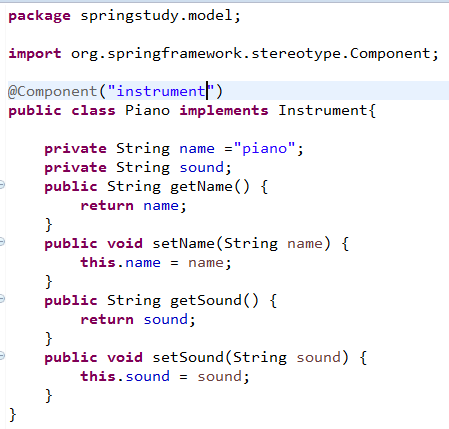 package springstudy.model;
import org.springframework.stereotype.Component;
@Component("instrument")
public class Piano implements Instrument{
private String name ="piano";
private String sound;
public String getName() {
return name;
}
public void setName(String name) {
this.name = name;
}
public String getSound() {
return sound;
}
public void setSound(String sound) {
this.sound = sound;
}
}